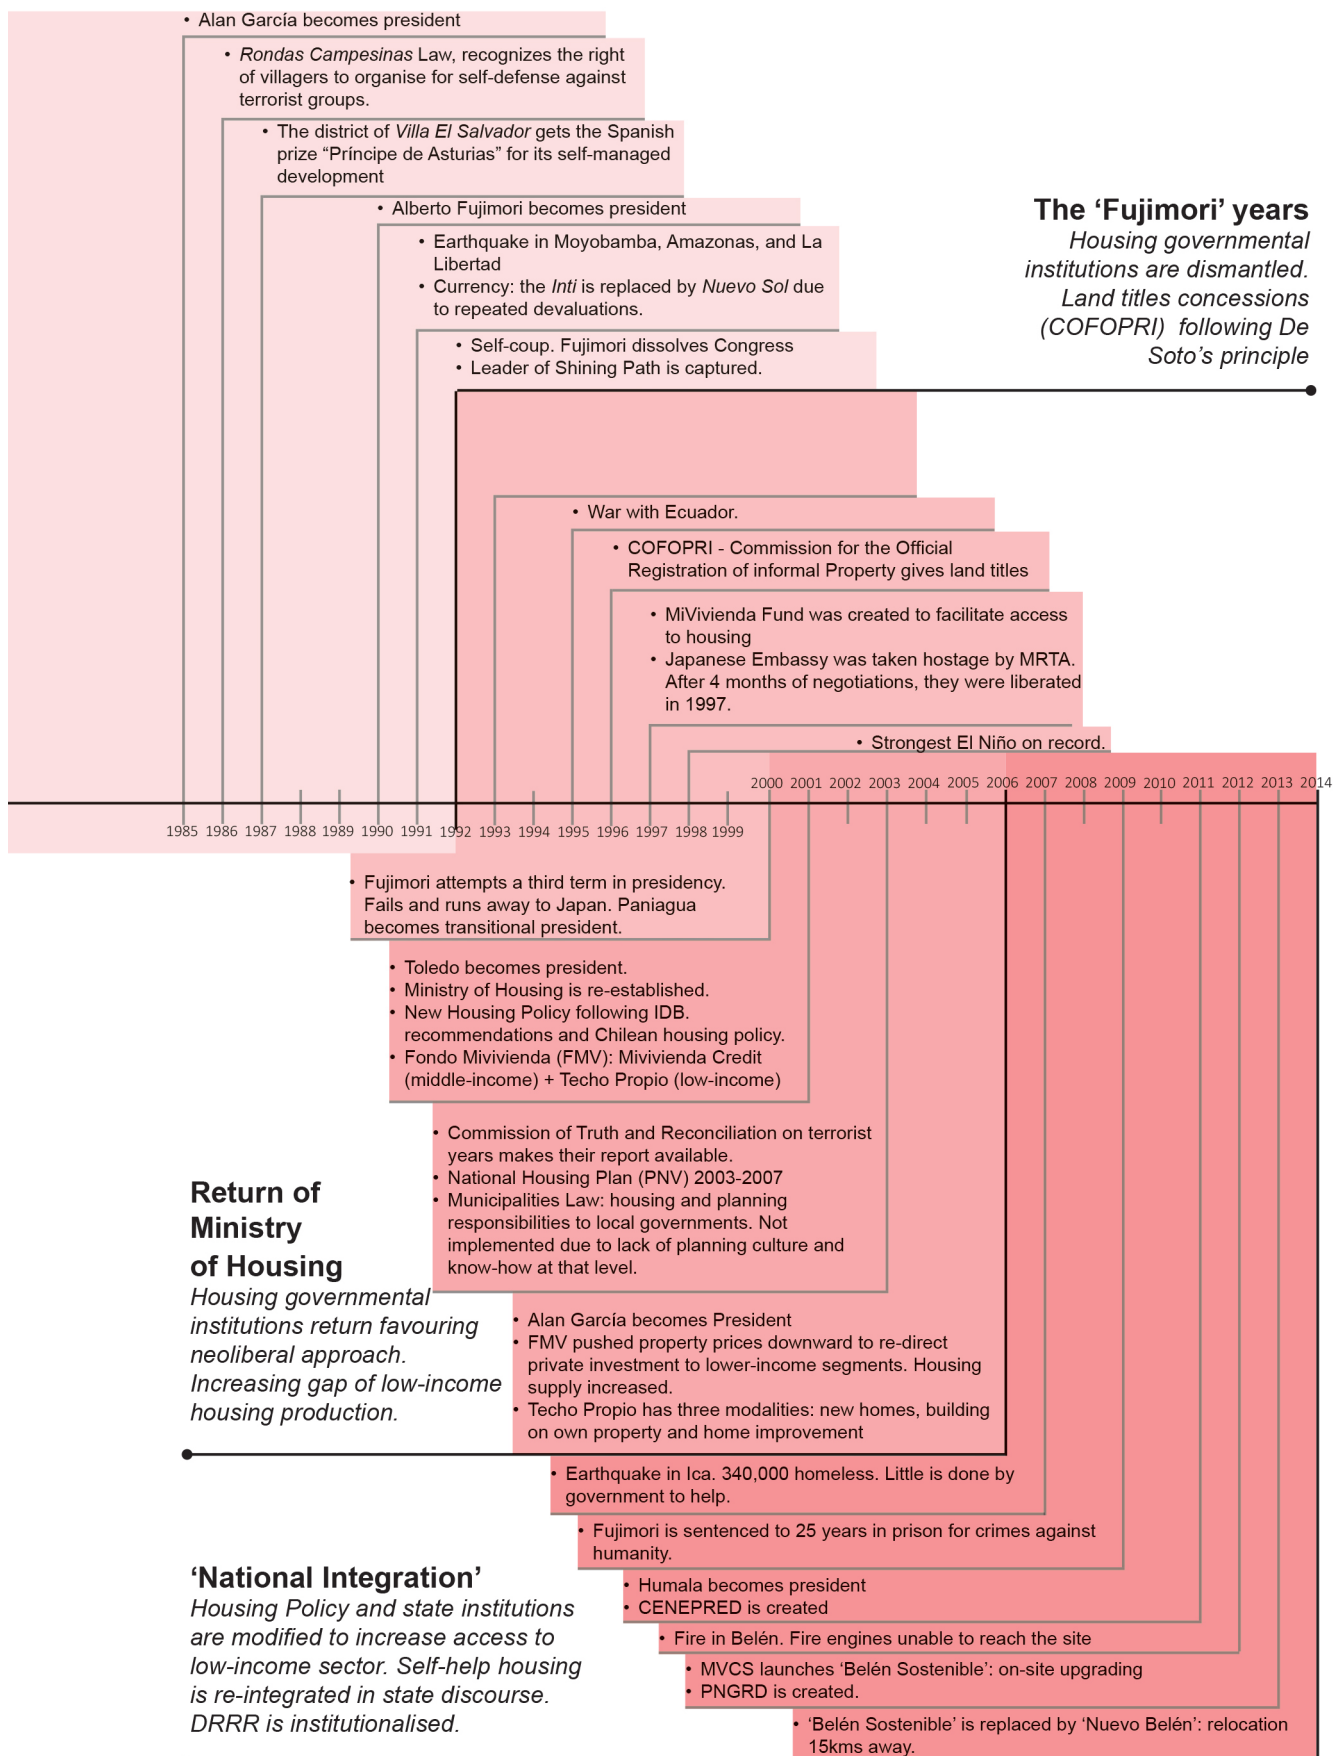 • Alan García becomes president
• Rondas Campesinas Law, recognizes the right
of villagers to organise for self-defense against
terrorist groups.
• The district of Villa El Salvador gets the Spanish
prize “Príncipe de Asturias” for its self-managed
development
• Alberto Fujimori becomes president
• Earthquake in Moyobamba, Amazonas, and La
Libertad
• Currency: the Inti is replaced by Nuevo Sol due
to repeated devaluations.
• Self-coup. Fujimori dissolves Congress
• Leader of Shining Path is captured.
The ‘Fujimori’ years
Housing governmental
institutions are dismantled.
Land titles concessions
(COFOPRI) following De
Soto’s principle
• War with Ecuador.
• COFOPRI - Commission for the Official
Registration of informal Property gives land titles
• MiVivienda Fund was created to facilitate access
to housing
• Japanese Embassy was taken hostage by MRTA.
After 4 months of negotiations, they were liberated
in 1997.
• Strongest El Niño on record.
2000 2001 2002 2003 2004 2005 2006 2007 2008 2009 2010 2011 2012 2013 2014
1985 1986 1987 1988 1989 1990 1991 1992 1993 1994 1995 1996 1997 1998 1999
• Fujimori attempts a third term in presidency.
Fails and runs away to Japan. Paniagua
becomes transitional president.
• Toledo becomes president.
• Ministry of Housing is re-established.
• New Housing Policy following IDB.
recommendations and Chilean housing policy.
• Fondo Mivivienda (FMV): Mivivienda Credit
(middle-income) + Techo Propio (low-income)
• Commission of Truth and Reconciliation on terrorist
years makes their report available.
• National Housing Plan (PNV) 2003-2007
• Municipalities Law: housing and planning
responsibilities to local governments. Not
implemented due to lack of planning culture and
know-how at that level.
Return of
Ministry
of Housing
Housing governmental
institutions return favouring
neoliberal approach.
Increasing gap of low-income
housing production.
• Alan García becomes President
• FMV pushed property prices downward to re-direct
private investment to lower-income segments. Housing
supply increased.
• Techo Propio has three modalities: new homes, building
on own property and home improvement
• Earthquake in Ica. 340,000 homeless. Little is done by
government to help.
• Fujimori is sentenced to 25 years in prison for crimes against
humanity.
‘National Integration’
Housing Policy and state institutions
are modified to increase access to
low-income sector. Self-help housing
is re-integrated in state discourse.
DRRR is institutionalised.
• Humala becomes president
• CENEPRED is created
• Fire in Belén. Fire engines unable to reach the site
• MVCS launches ‘Belén Sostenible’: on-site upgrading
• PNGRD is created.
• ‘Belén Sostenible’ is replaced by ‘Nuevo Belén’: relocation
15kms away.